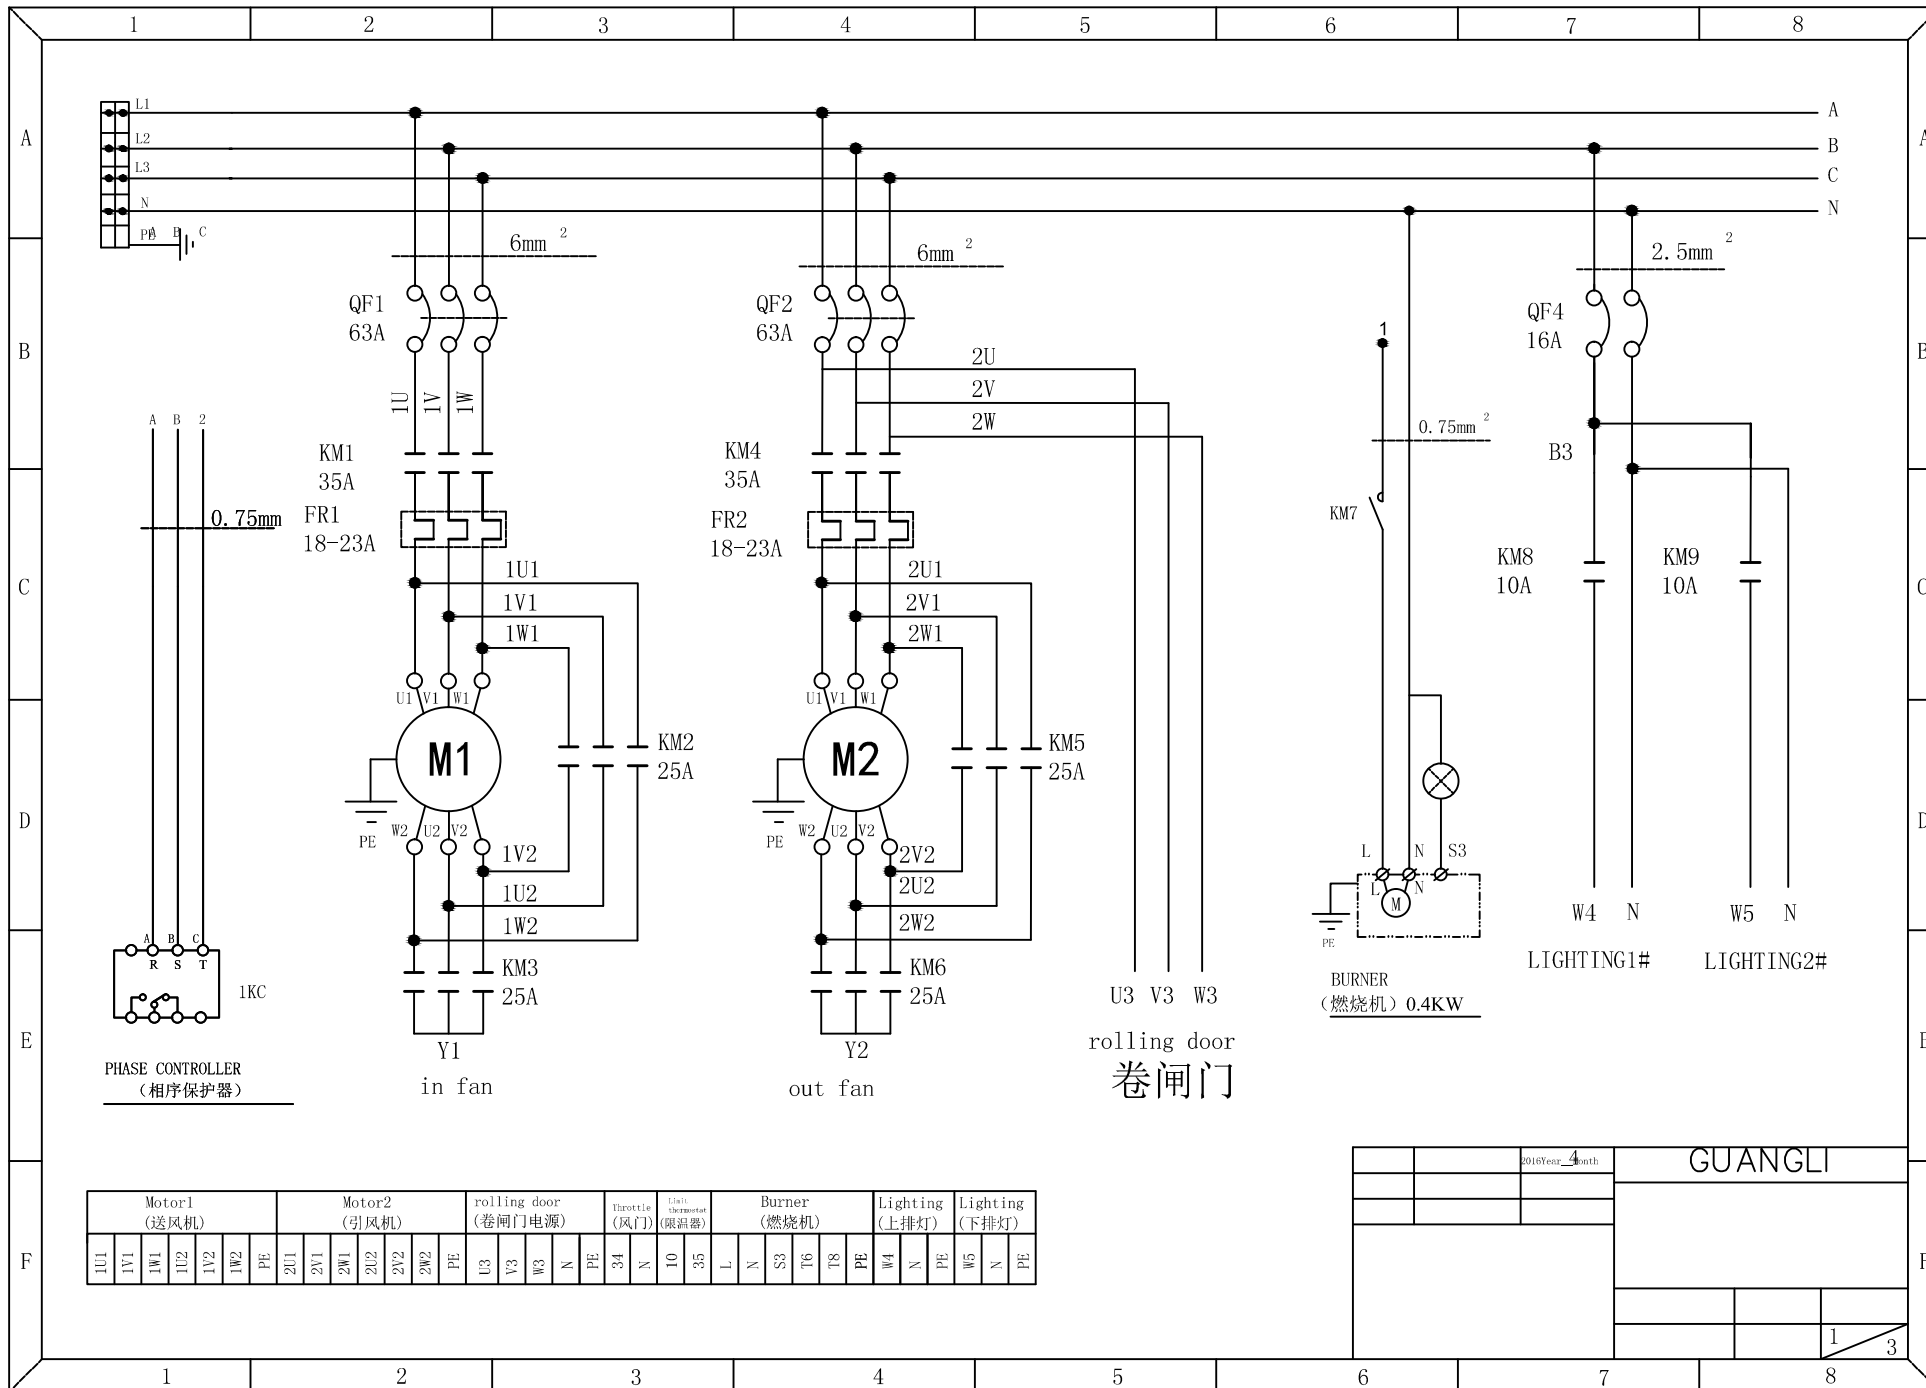 1 2 3 4 5 6 7 8
A
B
C
D
E
F
A
B
C
D
E
F
L1
L2
L3
N
PE A B C
A
B
C
N
6mm 2
6mm 2
2.5mm 2
QF1
63A
QF2
63A
QF4
16A
1
2U
2V
2W
1U 1V 1W
A B 2
0.75mm 2
KM1
35A
KM4
35A
B3
0.75mm
FR1
18-23A
FR2
18-23A
KM7
KM8
10A
KM9
10A
1U1
1V1
1W1
2U1
2V1
2W1
U1 V1 W1
U1 V1 W1
M1
M2
KM2
25A
KM5
25A
PE
PE
W2 U2 V2
W2 U2 V2
1V2
1U2
1W2
2V2
2U2
2W2
L N S3
L N
M
PE
W4 N
W5 N
LIGHTING1#
LIGHTING2#
A B C
R S T
1KC
KM3
25A
KM6
25A
U3 V3 W3
BURNER
（燃烧机）0.4KW
rolling door
卷闸门
Y1
in fan
Y2
out fan
PHASE CONTROLLER
（相序保护器）
2016Year 4Month
GUANGLI
1
3
Motor1
(送风机)
Motor2
(引风机)
rolling door
(卷闸门电源)
Throttle
(风门)
Limit
thermostat
(限温器)
Burner
(燃烧机)
Lighting
(上排灯)
Lighting
(下排灯)
1U1 1V1 1W1 1U2 1V2 1W2 PE 2U1 2V1 2W1 2U2 2V2 2W2 PE U3 V3 W3 N PE 34 N 10 35 L N S3 T6 T8 PE W4 N PE W5 N PE
1 2 3 4 5 6 7 8